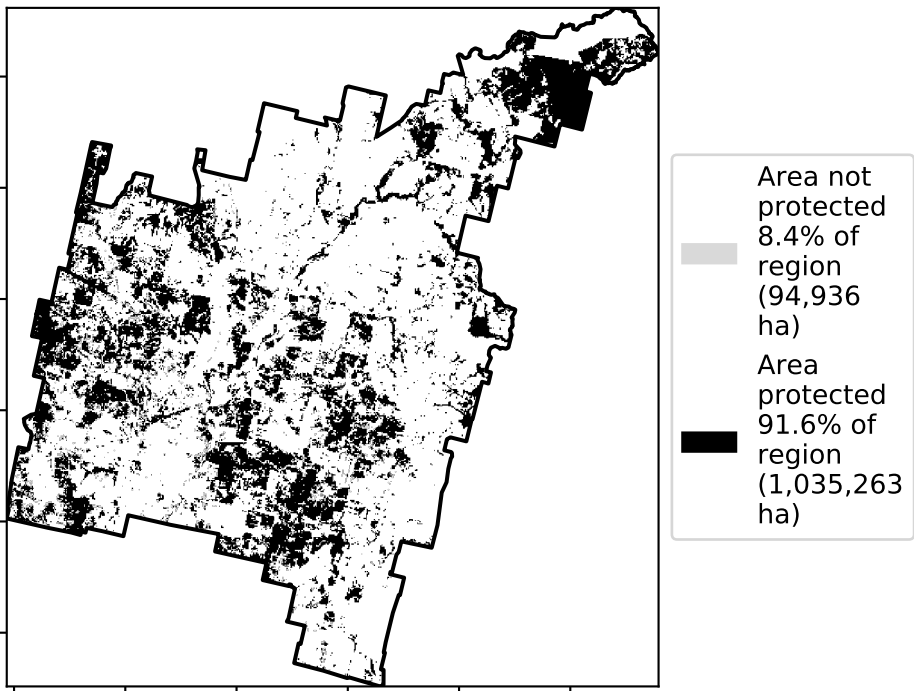 Area not
protected
8.4% of
region
(94,936
ha)
Area
protected
91.6% of
region
(1,035,263
ha)